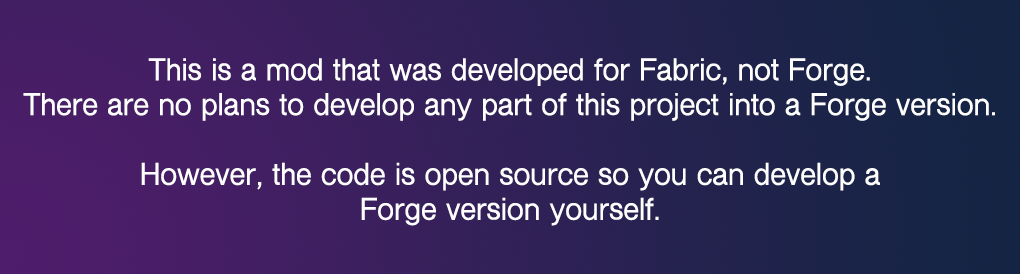 This is a mod that was developed for Fabric, not Forge.
There are no plans to develop any part of this project into a Forge version.
However, the code is open source so you can develop a
Forge version yourself.